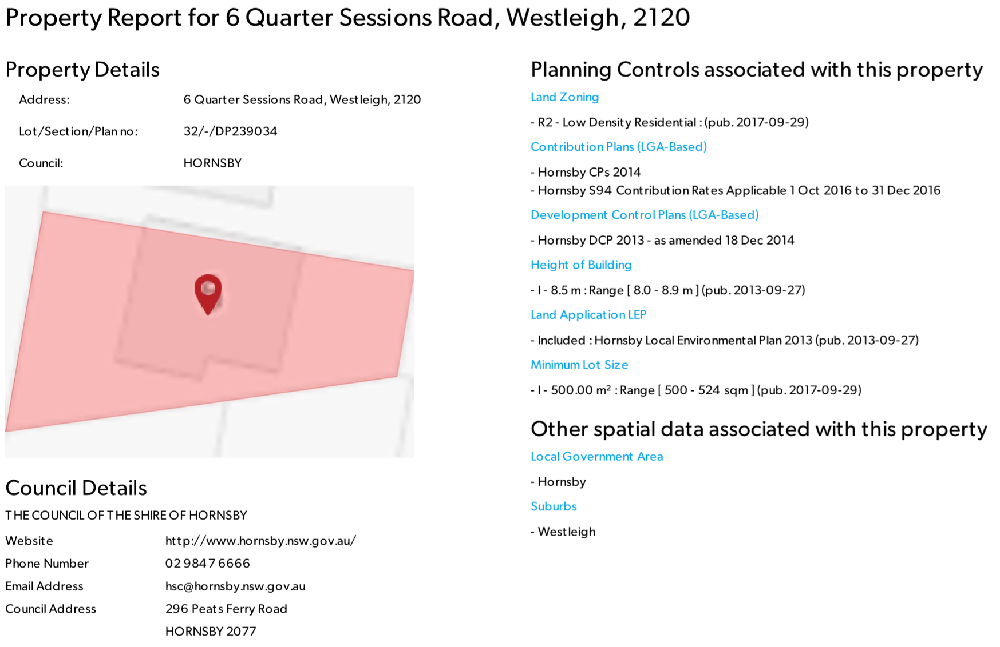 Property Report for 6 Quarter Sessions Road, Westleigh, 2120
Property Details
Address: 6 Quarter Sessions Road, Westleigh, 2120
Lot/Section/Plan no: 32/-/DP239034
Council: HORNSBY
Council Details
THE COUNCIL OF THE SHIRE OF HORNSBY
Website http://www.hornsby.nsw.gov.au/
Phone Number 02 9847 6666
Email Address hsc@hornsby.nsw.gov.au
Council Address 296 Peats Ferry Road
HORNSBY 2077
Planning Controls associated with this property
Land Zoning
- R2 - Low Density Residential : (pub. 2017-09-29)
Contribution Plans (LGA-Based)
- Hornsby CPs 2014
- Hornsby S94 Contribution Rates Applicable 1 Oct 2016 to 31 Dec 2016
Development Control Plans (LGA-Based)
- Hornsby DCP 2013 - as amended 18 Dec 2014
Height of Building
- I - 8.5 m : Range [ 8.0 - 8.9 m ] (pub. 2013-09-27)
Land Application LEP
- Included : Hornsby Local Environmental Plan 2013 (pub. 2013-09-27)
Minimum Lot Size
- I - 500.00 m² : Range [ 500 - 524 sqm ] (pub. 2017-09-29)
Other spatial data associated with this property
Local Government Area
- Hornsby
Suburbs
- Westleigh